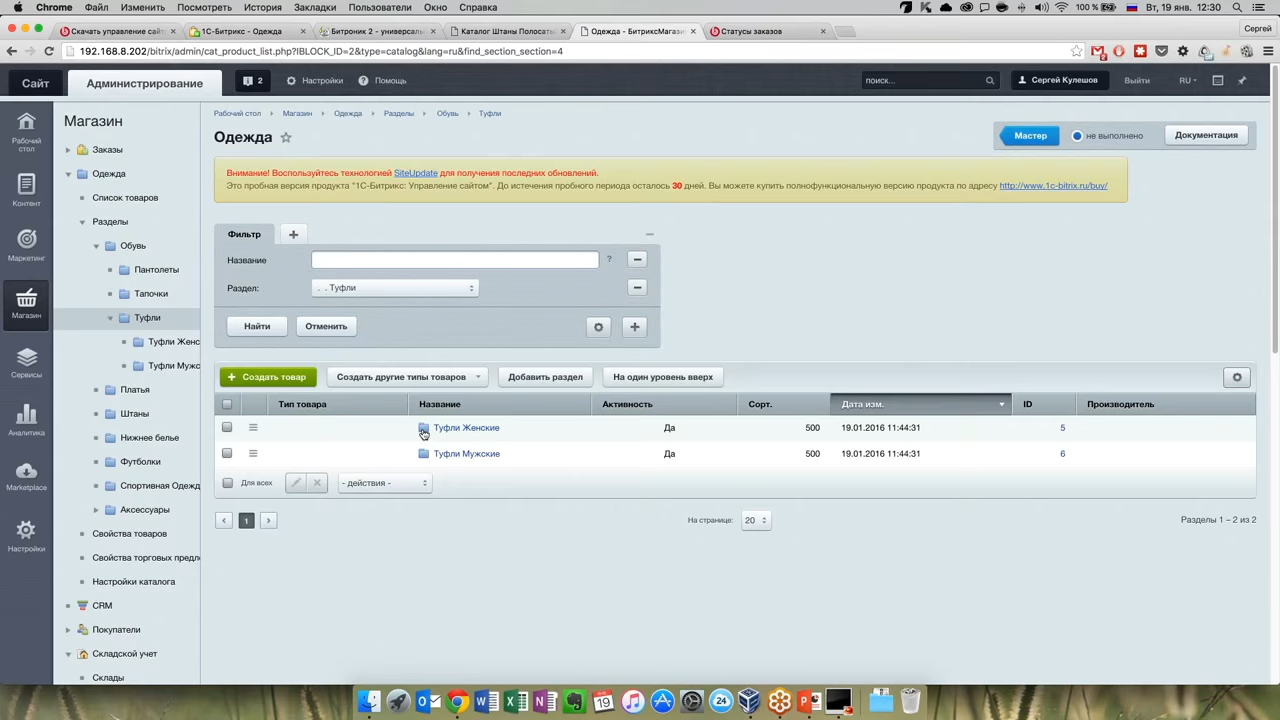 Chrome Файл Изменить Посмотреть История Закладки Пользователи Окно Справка 100 % Вт, 19 янв. 12:30
Скачать управление сайт 1С-Битрикс - Одежда Битроник 2 - универсаль Каталог Штаны Полосаты Одежда - БитриксМагази Статусы заказов Сергей
192.168.8.202/bitrix/admin/cat_product_list.php?IBLOCK_ID=2&type=catalog&lang=ru&find_section_section=4
Сайт Администрирование 2 Настройки Помощь поиск... Сергей Кулешов Выйти RU
Рабочий стол
Контент
Маркетинг
Магазин
Сервисы
Аналитика
Marketplace
Настройки
Магазин
Заказы
Одежда
Список товаров
Разделы
Обувь
Пантолеты
Тапочки
Туфли
Туфли Женс
Туфли Мужс
Платья
Штаны
Нижнее белье
Футболки
Спортивная Одежд
Аксессуары
Свойства товаров
Свойства торговых предл
Настройки каталога
CRM
Покупатели
Складской учет
Склады
Рабочий стол Магазин Одежда Разделы Обувь Туфли
Одежда
Мастер не выполнено Документация
Внимание! Воспользуйтесь технологией SiteUpdate для получения последних обновлений.
Это пробная версия продукта "1С-Битрикс: Управление сайтом". До истечения пробного периода осталось 30 дней. Вы можете купить полнофункциональную версию продукта по адресу http://www.1c-bitrix.ru/buy/
Фильтр +
Название ?
Раздел: . . Туфли
Найти Отменить
+ Создать товар Создать другие типы товаров Добавить раздел На один уровень вверх
Тип товара Название Активность Сорт. Дата изм. ID Производитель
Туфли Женские Да 500 19.01.2016 11:44:31 5
Туфли Мужские Да 500 19.01.2016 11:44:31 6
Для всех - действия -
1 На странице: 20 Разделы 1 – 2 из 2
19 24